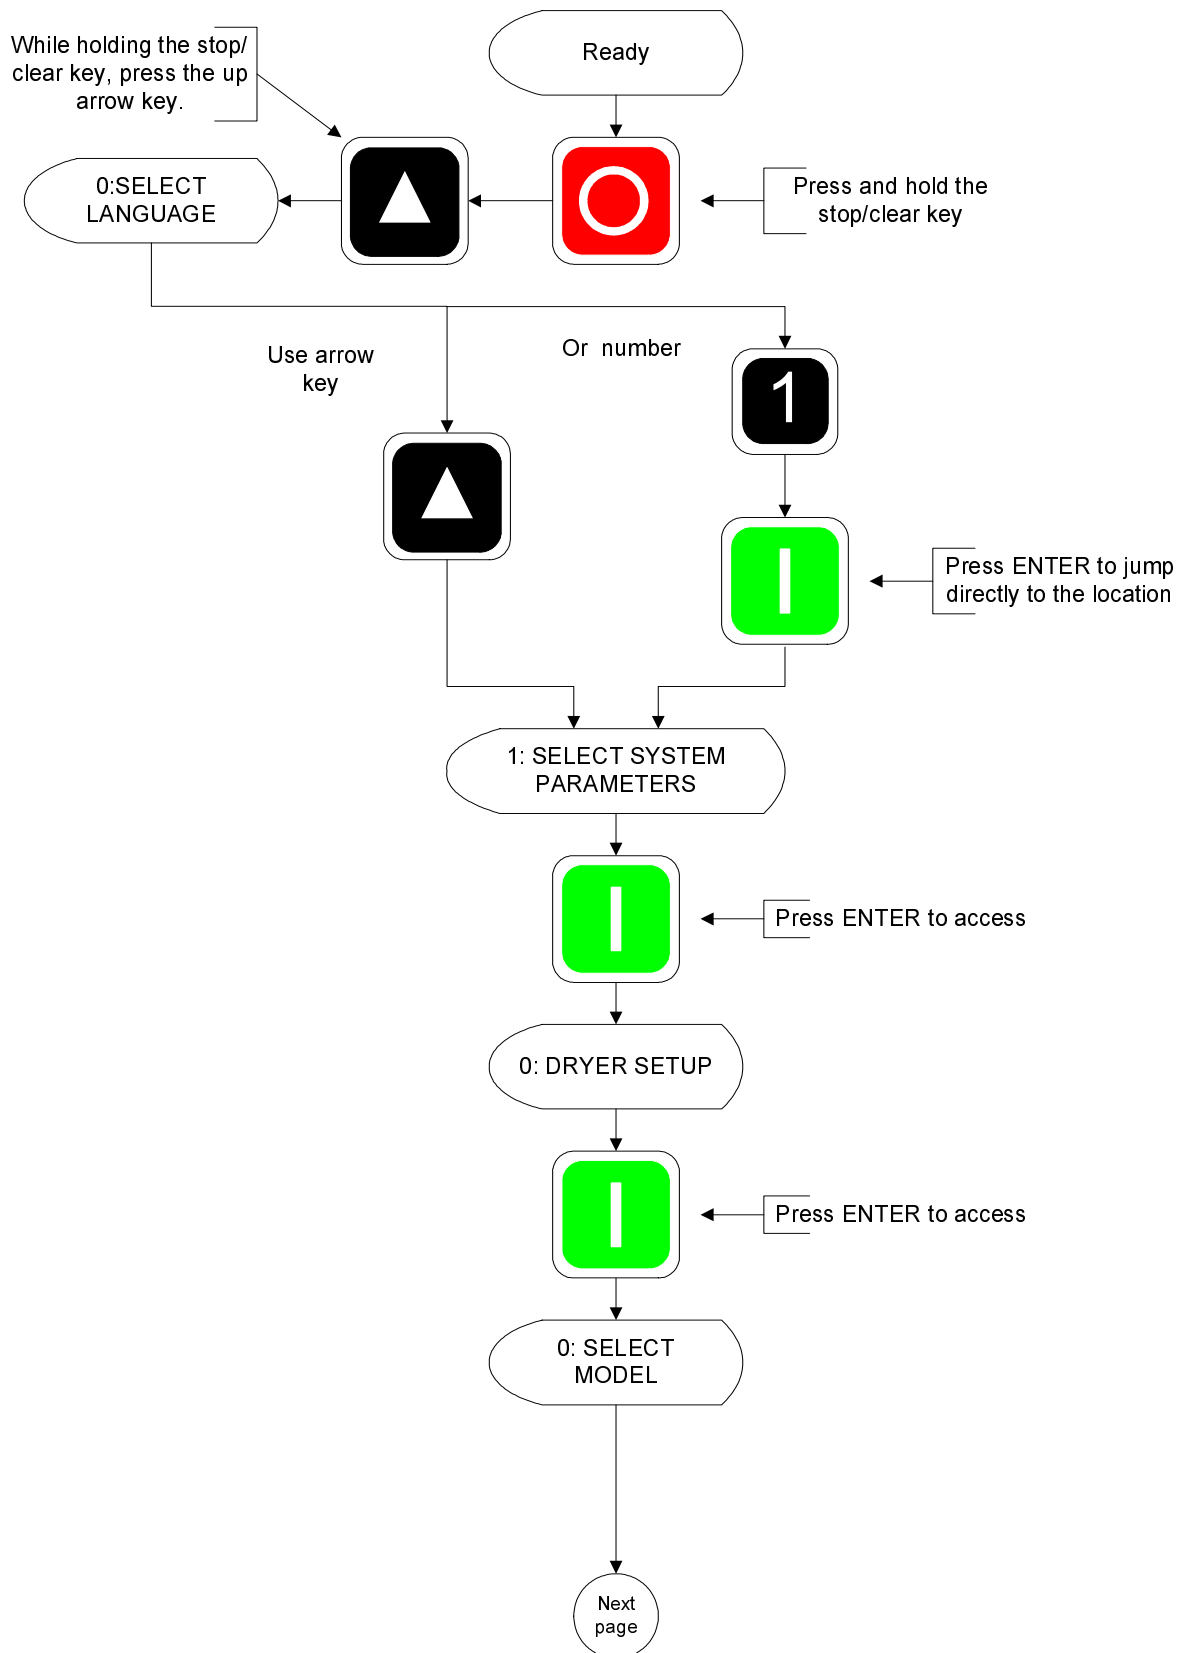 While holding the stop/
clear key, press the up
arrow key.
Ready
0:SELECT
LANGUAGE
Press and hold the
stop/clear key
Use arrow
key
Or number
1
Press ENTER to jump
directly to the location
1: SELECT SYSTEM
PARAMETERS
Press ENTER to access
0: DRYER SETUP
Press ENTER to access
0: SELECT
MODEL
Next
page